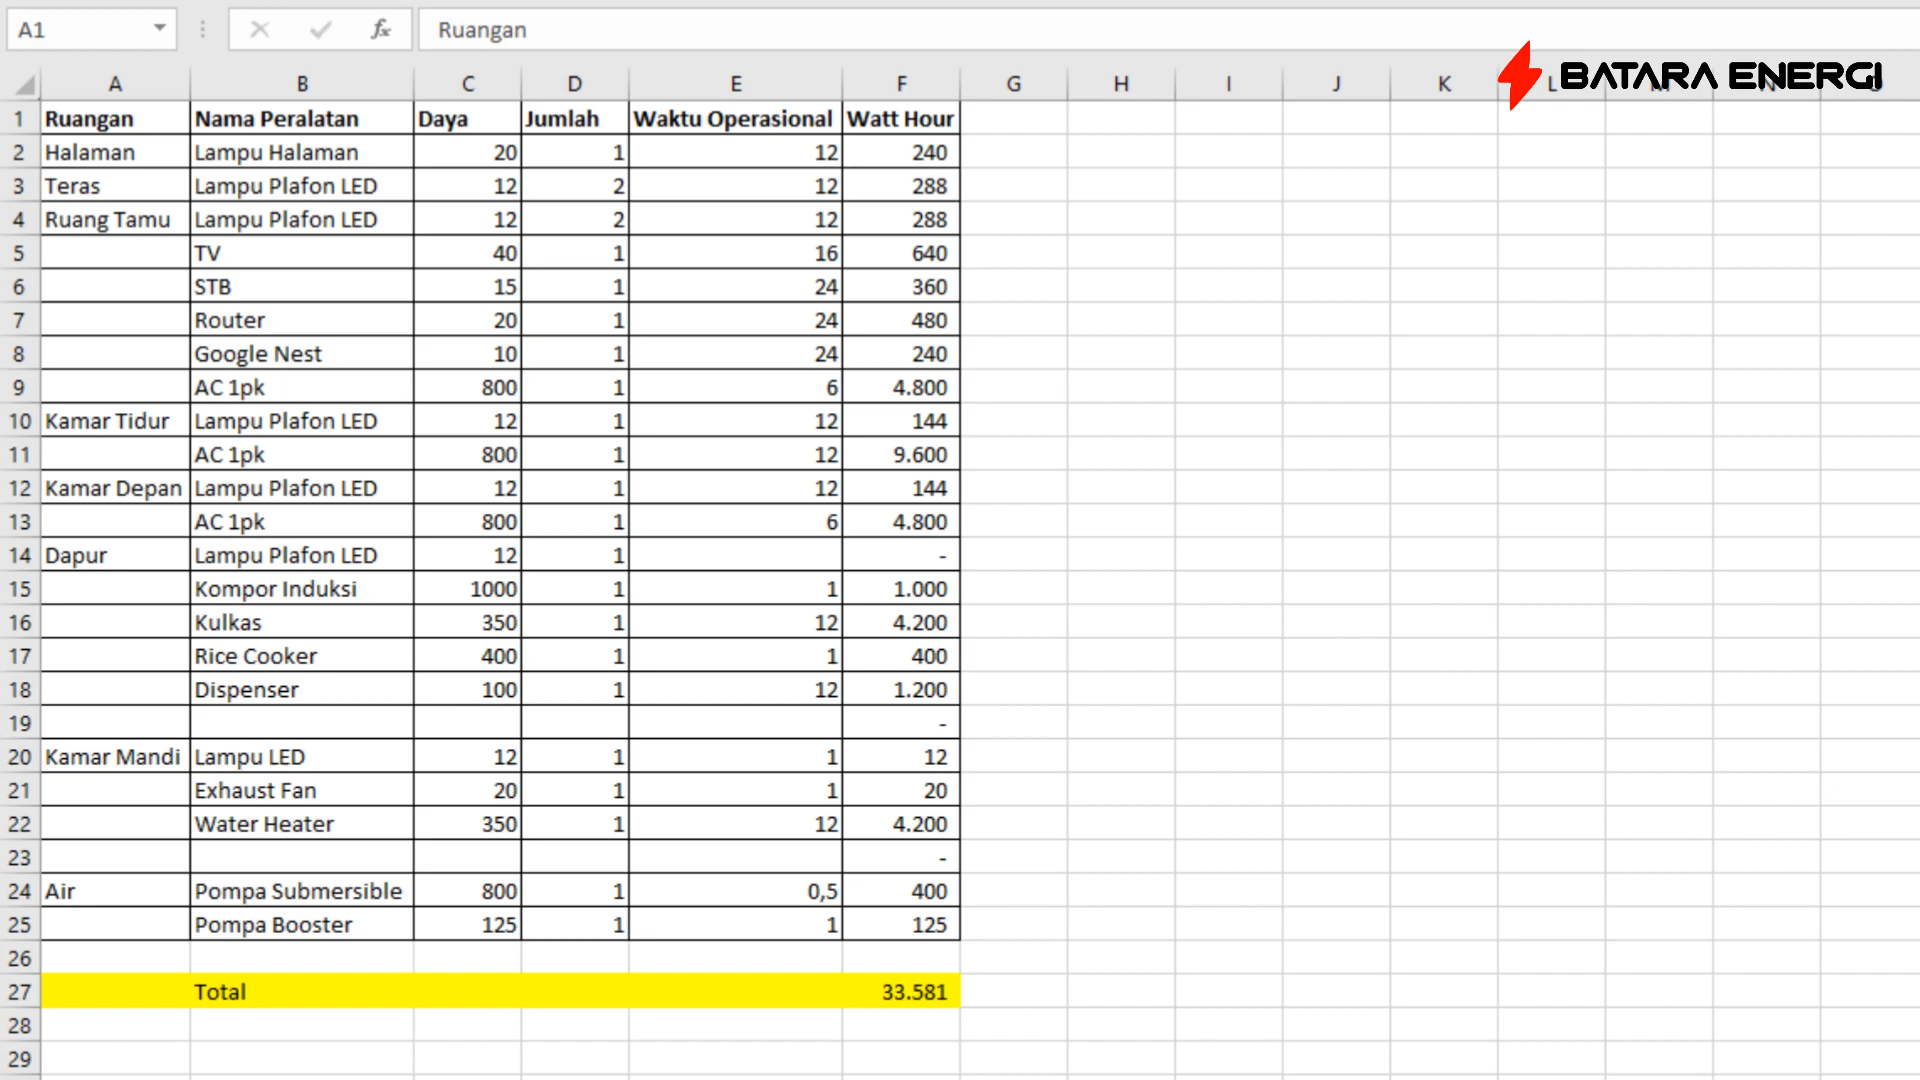 A1 fx Ruangan
BATARA ENERGI
A B C D E F G H I J K L M N O
1 Ruangan Nama Peralatan Daya Jumlah Waktu Operasional Watt Hour
2 Halaman Lampu Halaman 20 1 12 240
3 Teras Lampu Plafon LED 12 2 12 288
4 Ruang Tamu Lampu Plafon LED 12 2 12 288
5 TV 40 1 16 640
6 STB 15 1 24 360
7 Router 20 1 24 480
8 Google Nest 10 1 24 240
9 AC 1pk 800 1 6 4.800
10 Kamar Tidur Lampu Plafon LED 12 1 12 144
11 AC 1pk 800 1 12 9.600
12 Kamar Depan Lampu Plafon LED 12 1 12 144
13 AC 1pk 800 1 6 4.800
14 Dapur Lampu Plafon LED 12 1 -
15 Kompor Induksi 1000 1 1 1.000
16 Kulkas 350 1 12 4.200
17 Rice Cooker 400 1 1 400
18 Dispenser 100 1 12 1.200
19 -
20 Kamar Mandi Lampu LED 12 1 1 12
21 Exhaust Fan 20 1 1 20
22 Water Heater 350 1 12 4.200
23 -
24 Air Pompa Submersible 800 1 0,5 400
25 Pompa Booster 125 1 1 125
26
27 Total 33.581
28
29